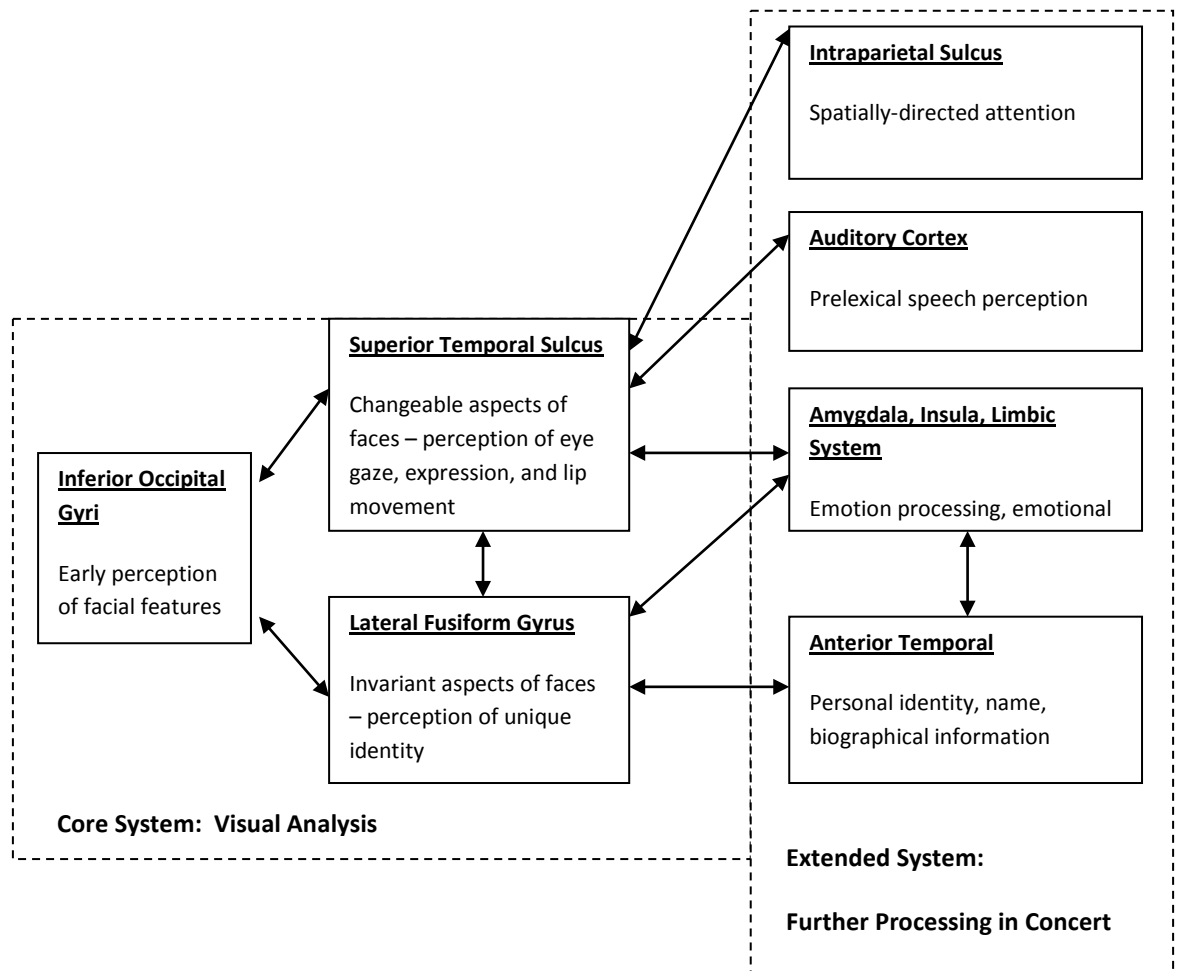 Intraparietal Sulcus
Spatially-directed attention
Auditory Cortex
Prelexical speech perception
Superior Temporal Sulcus
Changeable aspects of
faces – perception of eye
gaze, expression, and lip
movement
Amygdala, Insula, Limbic
System
Emotion processing, emotional
Inferior Occipital
Gyri
Early perception
of facial features
Lateral Fusiform Gyrus
Invariant aspects of faces
– perception of unique
identity
Anterior Temporal
Personal identity, name,
biographical information
Core System:  Visual Analysis
Extended System:
Further Processing in Concert